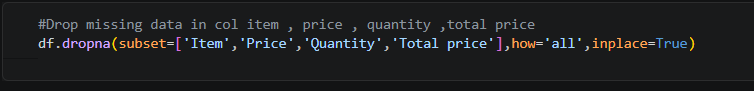 #Drop missing data in col item , price , quantity ,total price
df.dropna(subset=['Item','Price','Quantity','Total price'],how='all',inplace=True)